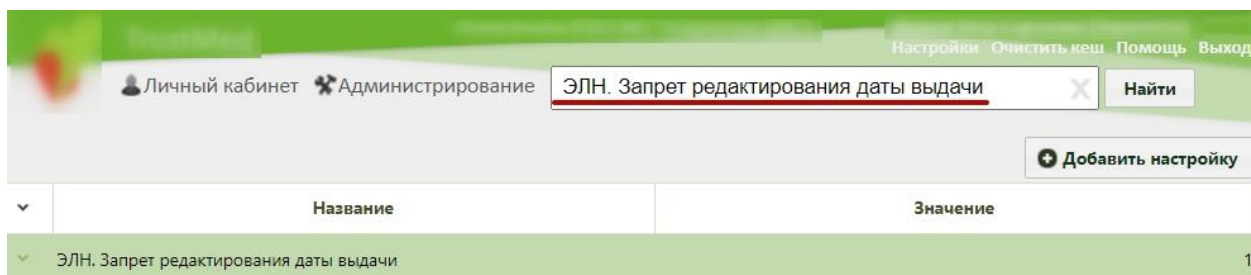 Настройки Очистить кеш Помощь Выход
Личный кабинет Администрирование ЭЛН. Запрет редактирования даты выдачи X Найти
Добавить настройку
Название Значение
ЭЛН. Запрет редактирования даты выдачи 1